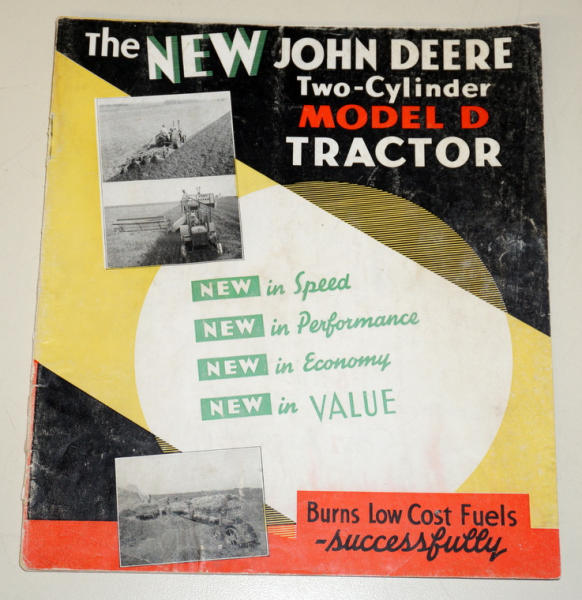 The NEW JOHN DEERE
Two-Cylinder
MODEL D
TRACTOR
NEW in Speed
NEW in Performance
NEW in Economy
NEW in VALUE
Burns Low Cost Fuels
-successfully